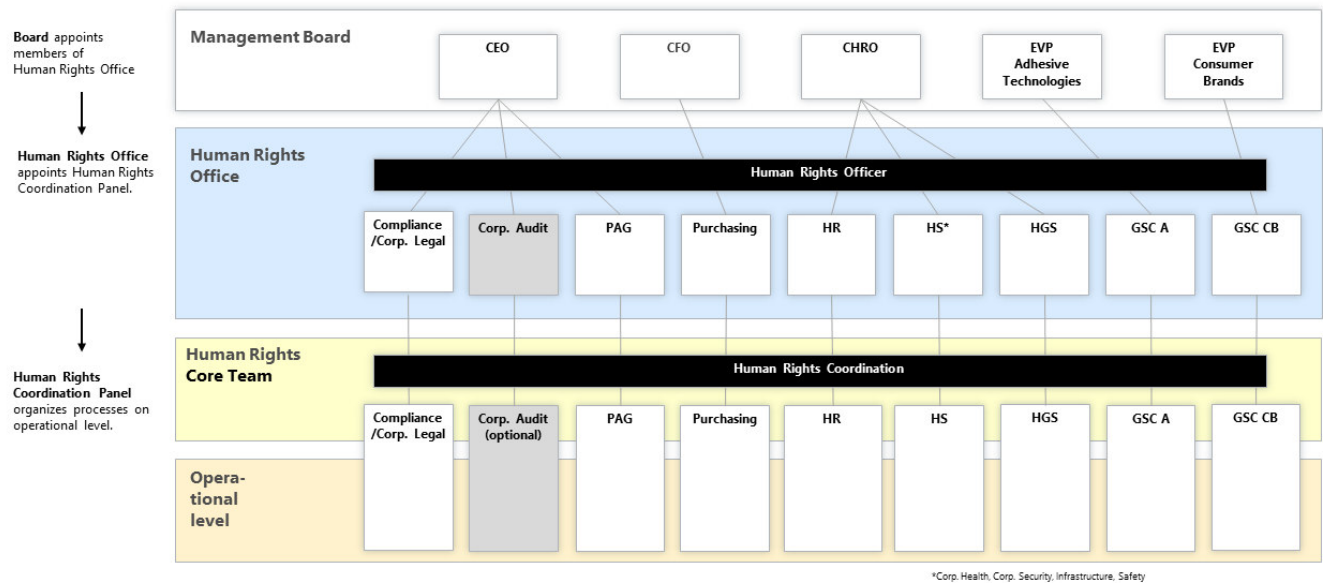 Board appoints
members of
Human Rights Office
Human Rights Office
appoints Human Rights
Coordination Panel.
Human Rights
Coordination Panel
organizes processes on
operational level.
Management Board
CEO
CFO
CHRO
EVP
Adhesive
Technologies
EVP
Consumer
Brands
Human Rights
Office
Human Rights Officer
Compliance
/Corp. Legal
Corp. Audit
PAG
Purchasing
HR
HS*
HGS
GSC A
GSC CB
Human Rights
Core Team
Human Rights Coordination
Compliance
/Corp. Legal
Corp. Audit
(optional)
PAG
Purchasing
HR
HS
HGS
GSC A
GSC CB
Opera-
tional
level
*Corp. Health, Corp. Security, Infrastructure, Safety